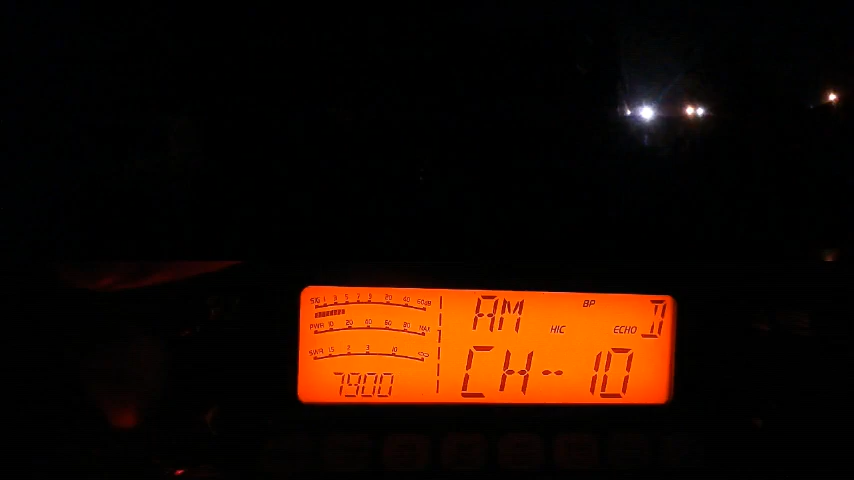 SIG 1 3 5 7 9 20 40 60dB
PWR 10 20 40 60 80 MAX
SWR 1.5 2 3 10 ∞
7900
AM BP D
HIC ECHO
CH--10